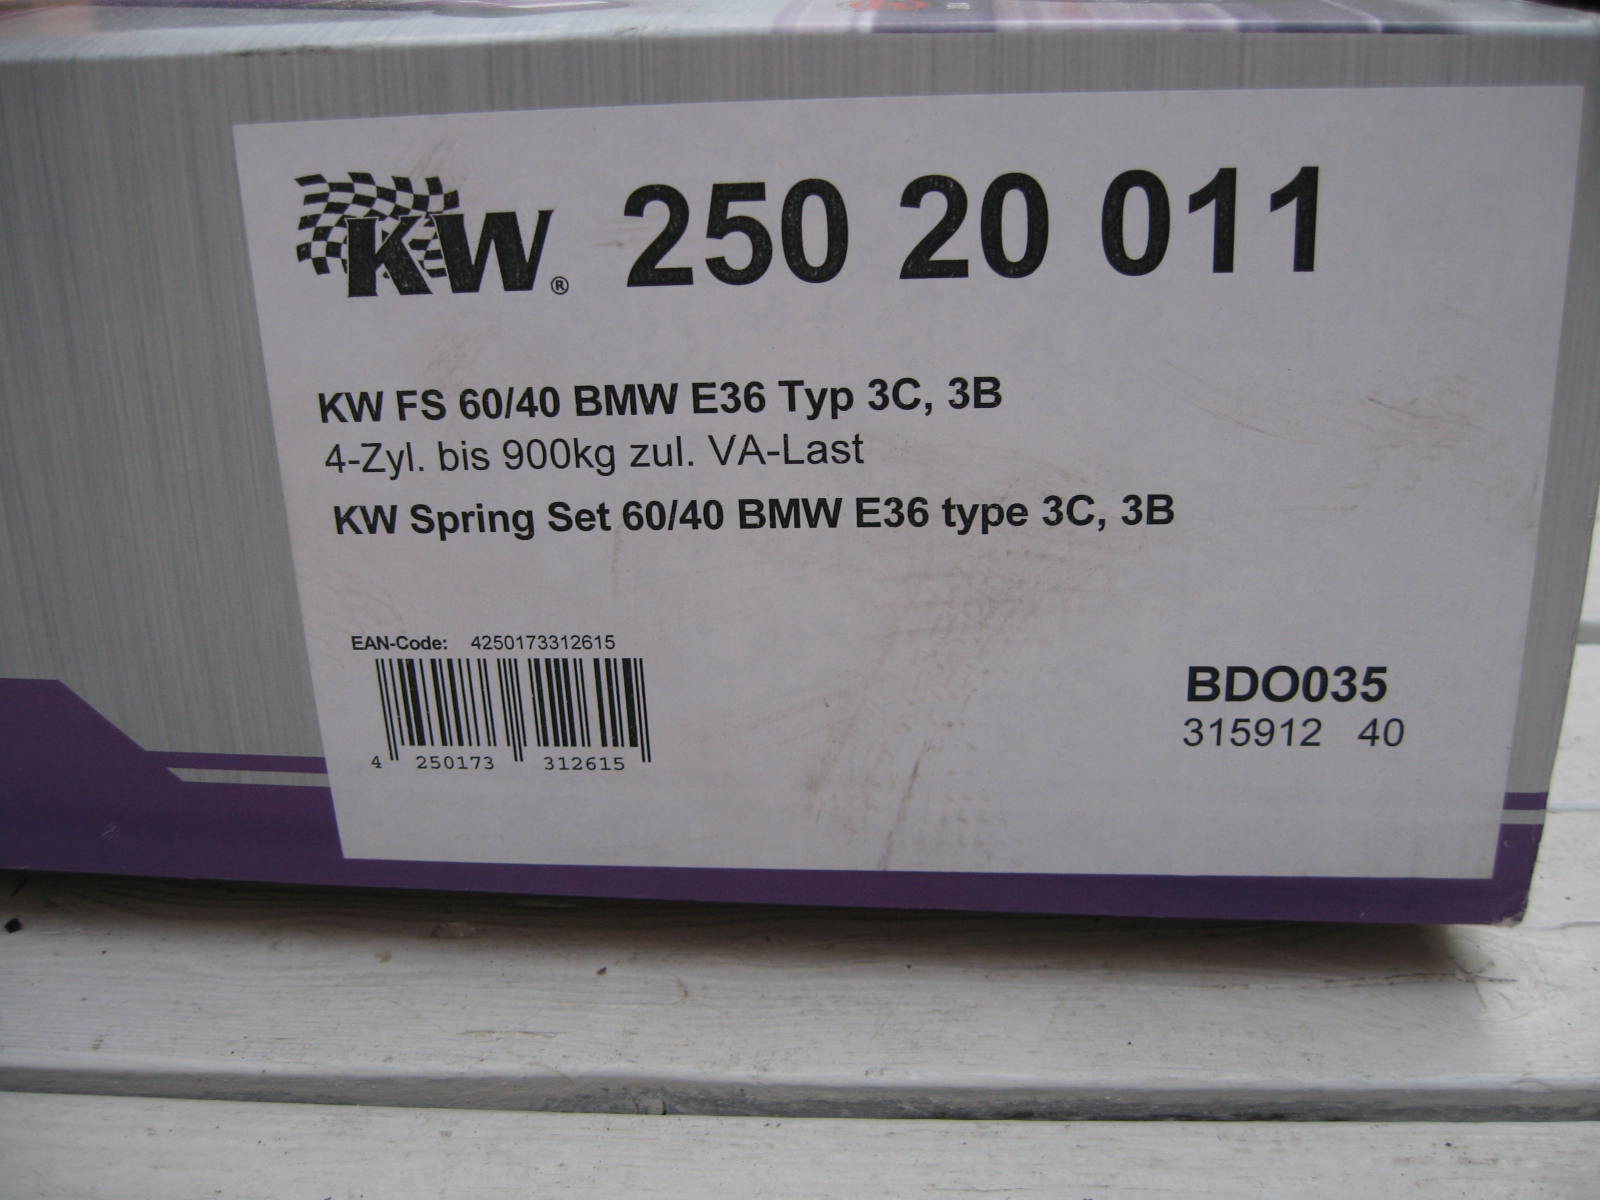 KW® 250 20 011
KW FS 60/40 BMW E36 Typ 3C, 3B
4-Zyl. bis 900kg zul. VA-Last
KW Spring Set 60/40 BMW E36 type 3C, 3B
EAN-Code: 4250173312615
4 250173 312615
BDO035
315912 40